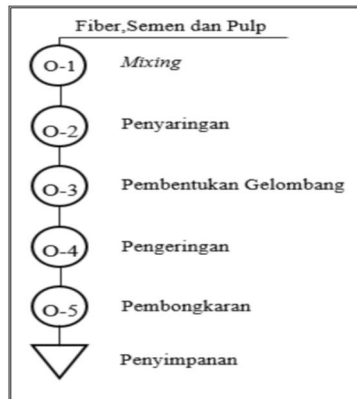 Fiber,Semen dan Pulp
O-1 Mixing
O-2 Penyaringan
O-3 Pembentukan Gelombang
O-4 Pengeringan
O-5 Pembongkaran
Penyimpanan